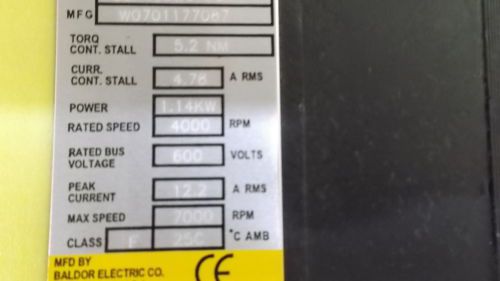 MFG W0701177067
TORQ
CONT. STALL 5.2 NM
CURR.
CONT. STALL 4.78 A RMS
POWER 1.14KW
RATED SPEED 4000 RPM
RATED BUS
VOLTAGE 600 VOLTS
PEAK
CURRENT 12.2 A RMS
MAX SPEED 7000 RPM
CLASS F 25C °C AMB
MFD BY
BALDOR ELECTRIC CO. CE